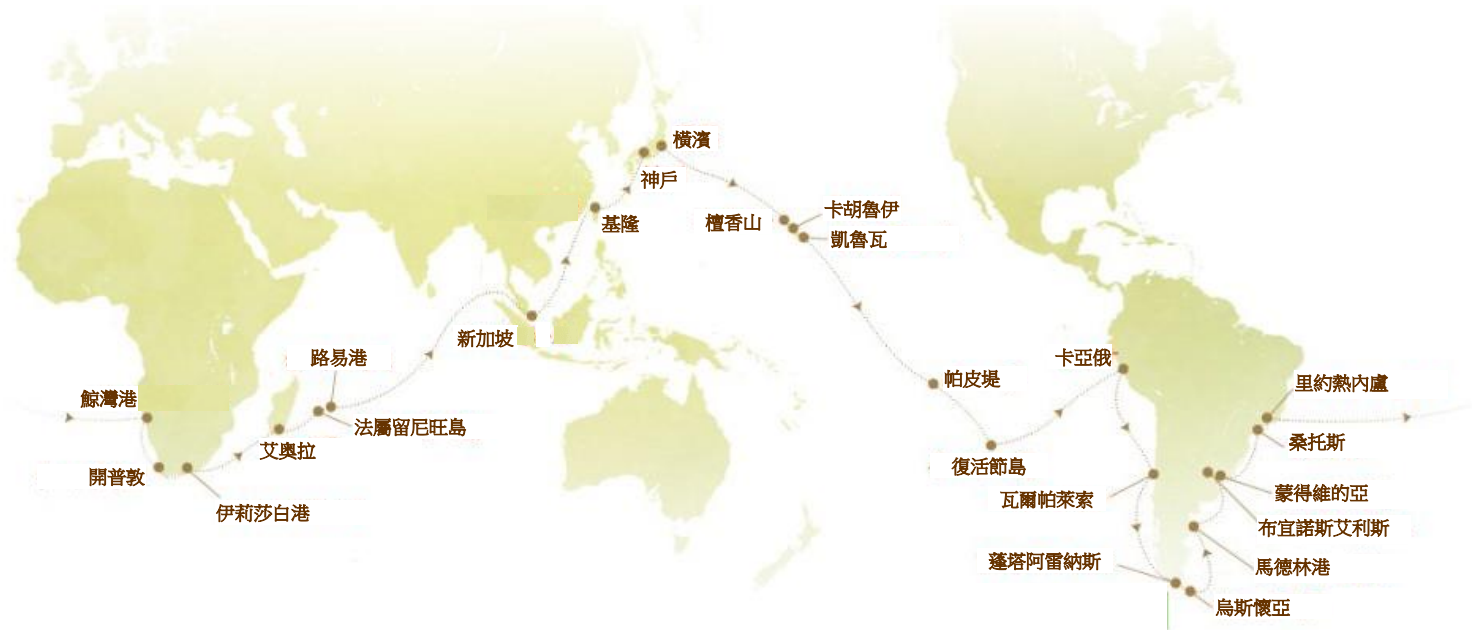 橫濱
神戶
卡胡魯伊
檀香山
基隆
凱魯瓦
新加坡
路易港
卡亞俄
帕皮堤
里約熱內盧
鯨灣港
法屬留尼旺島
桑托斯
艾奧拉
復活節島
開普敦
瓦爾帕萊索
蒙得維的亞
伊莉莎白港
布宜諾斯艾利斯
蓬塔阿雷納斯
馬德林港
烏斯懷亞